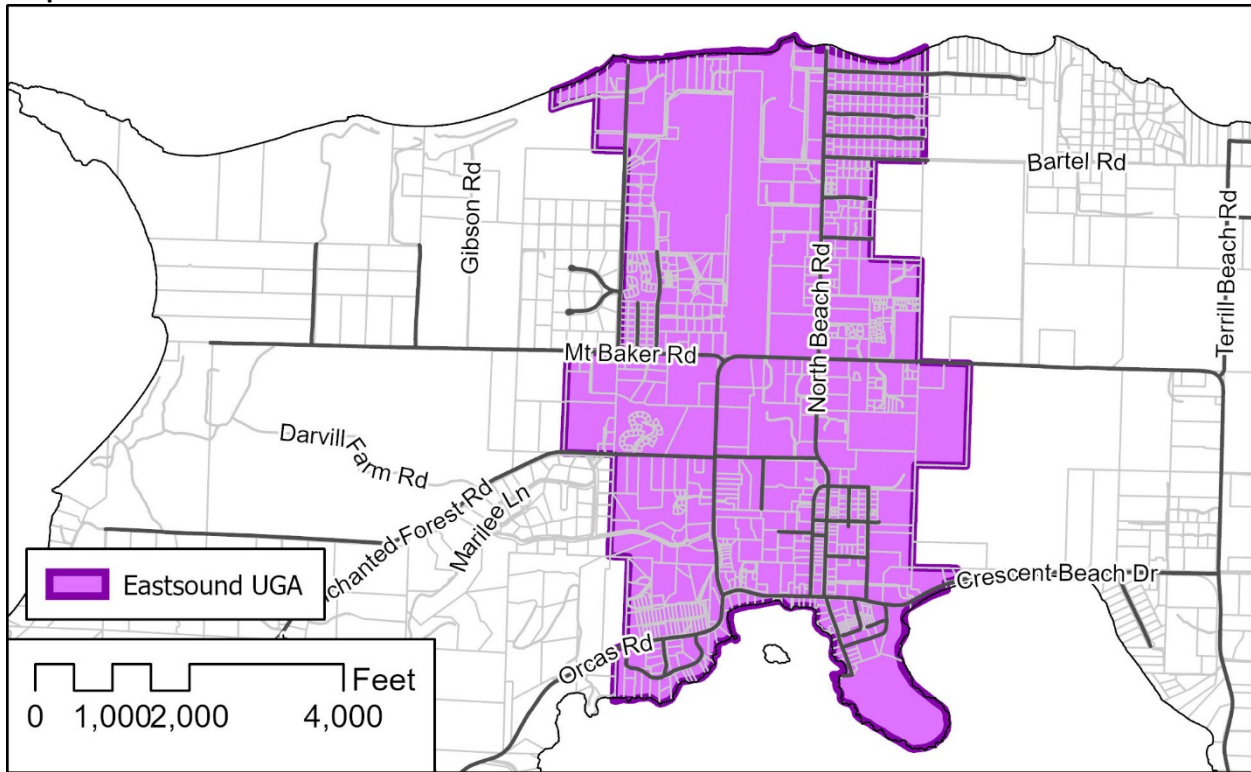 Bartel Rd
Gibson Rd
Terrill Beach Rd
North Beach Rd
Mt Baker Rd
Darvill Farm Rd
Marilee Ln
nchanted Forest Rd
Crescent Beach Dr
Orcas Rd
Eastsound UGA
Feet
0 1,000 2,000 4,000